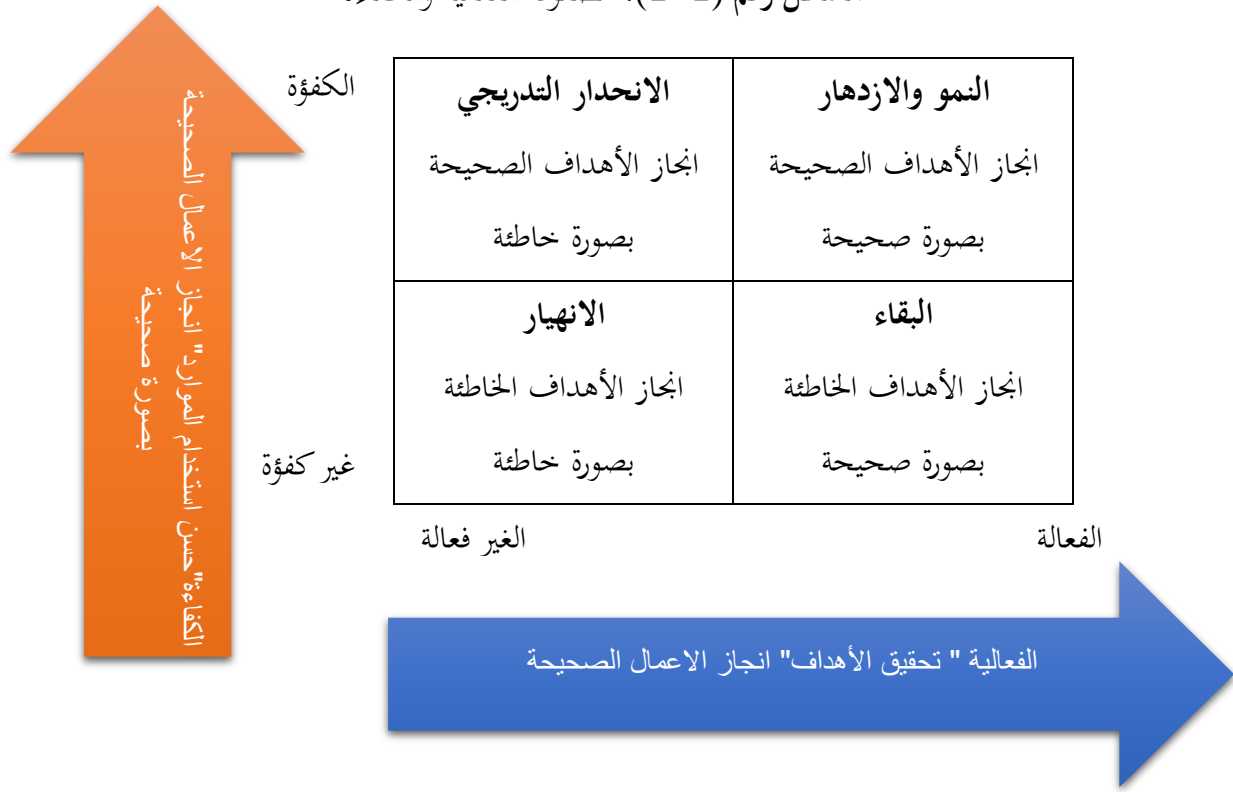 الكفؤة
النمو والازدهار
انجاز الأهداف الصحيحة
بصورة صحيحة
الانحدار التدريجي
انجاز الأهداف الصحيحة
بصورة خاطئة
البقاء
انجاز الأهداف الخاطئة
بصورة صحيحة
الانهيار
انجاز الأهداف الخاطئة
بصورة خاطئة
غير كفؤة
الفعالة
الغير فعالة
الكفاءة"حسن استخدام الموارد" انجاز الاعمال الصحيحة
بصورة صحيحة
الفعالية " تحقيق الأهداف" انجاز الاعمال الصحيحة